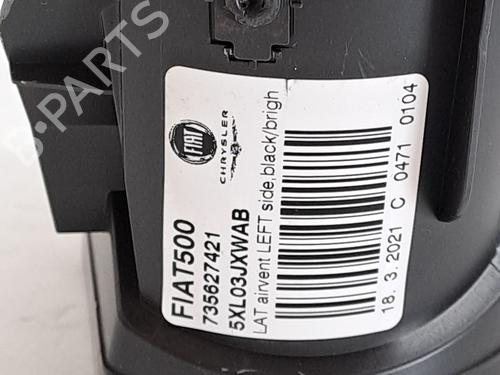 B-PARTS
FIAT
CHRYSLER
FIAT500
735627421
5XL03JXWAB
LAT airvent LEFT side,black/brigh
18. 3. 2021 C 0471 0104